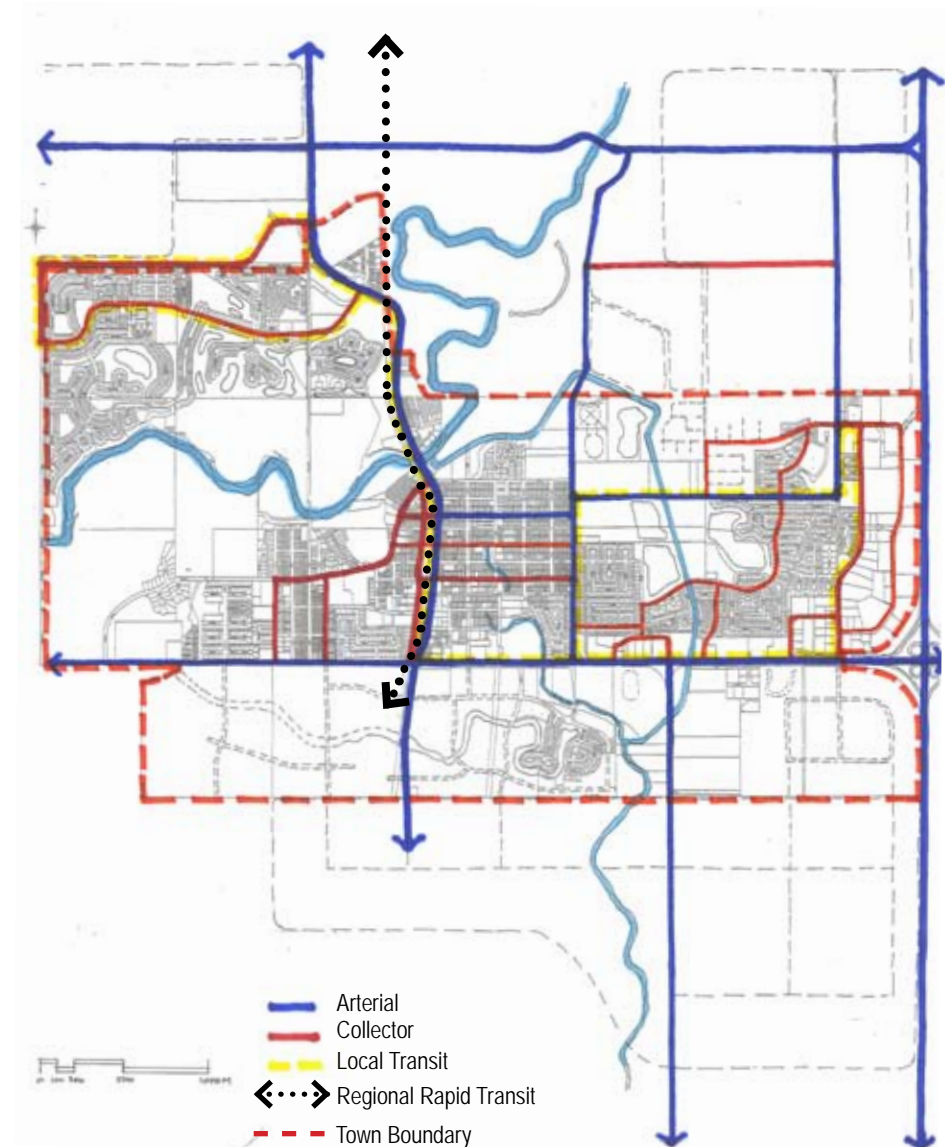 Arterial
Collector
Local Transit
Regional Rapid Transit
Town Boundary